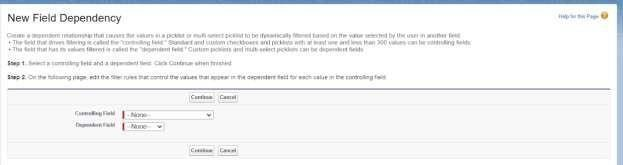 New Field Dependency
Help for this Page
Create a dependent relationship that causes the values in a picklist or multi-select picklist to be dynamically filtered based on the value selected by the user in another field.
• The field that drives filtering is called the "controlling field." Standard and custom checkboxes and picklists with at least one and less than 300 values can be controlling fields.
• The field that has its values filtered is called the "dependent field." Custom picklists and multi-select picklists can be dependent fields.
Step 1. Select a controlling field and a dependent field. Click Continue when finished.
Step 2. On the following page, edit the filter rules that control the values that appear in the dependent field for each value in the controlling field.
Continue Cancel
Controlling Field --None--
Dependent Field --None--
Continue Cancel